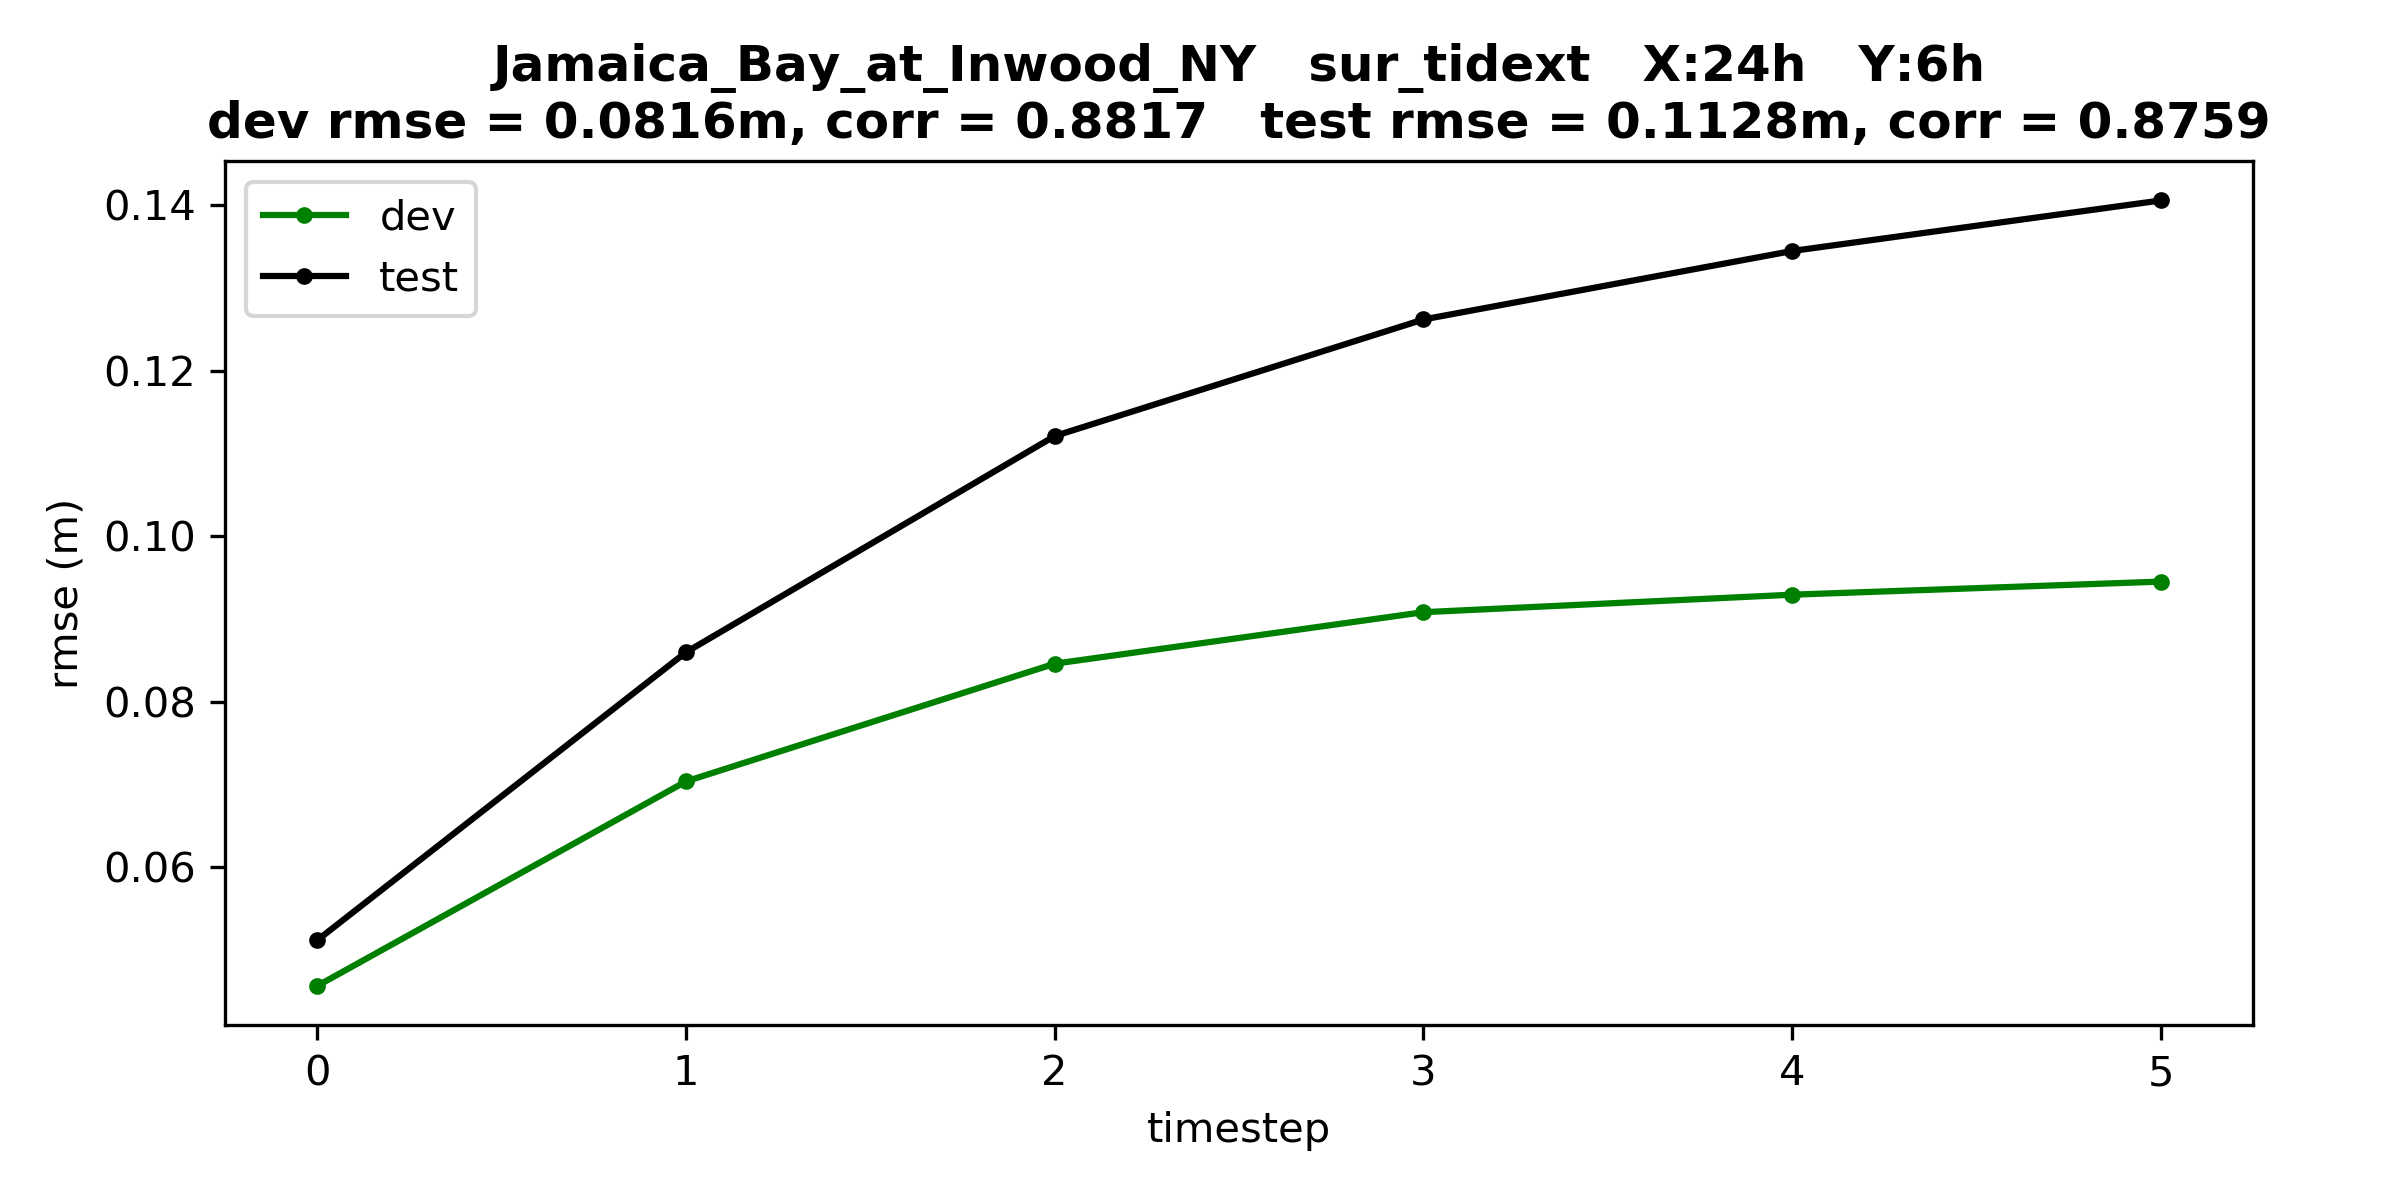 Jamaica_Bay_at_Inwood_NY   sur_tidext   X:24h   Y:6h
dev rmse = 0.0816m, corr = 0.8817   test rmse = 0.1128m, corr = 0.8759
dev
test
0.14
0.12
0.10
0.08
0.06
rmse (m)
0 1 2 3 4 5
timestep